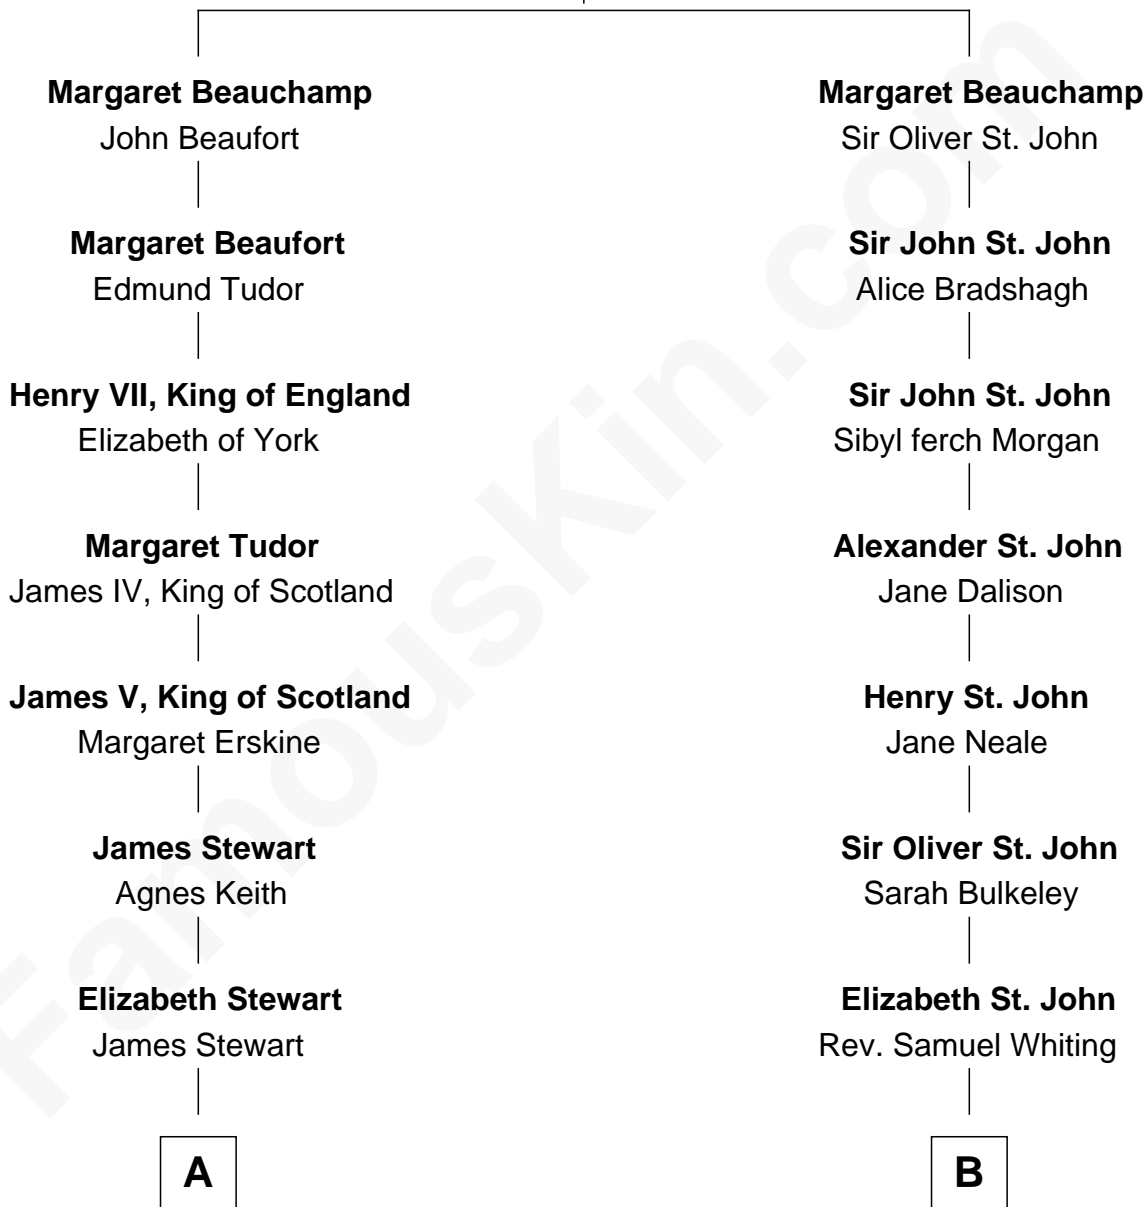 Margaret Beauchamp
John Beaufort
Margaret Beaufort
Edmund Tudor
Henry VII, King of England
Elizabeth of York
Margaret Tudor
James IV, King of Scotland
James V, King of Scotland
Margaret Erskine
James Stewart
Agnes Keith
Elizabeth Stewart
James Stewart
A
Margaret Beauchamp
Sir Oliver St. John
Sir John St. John
Alice Bradshagh
Sir John St. John
Sibyl ferch Morgan
Alexander St. John
Jane Dalison
Henry St. John
Jane Neale
Sir Oliver St. John
Sarah Bulkeley
Elizabeth St. John
Rev. Samuel Whiting
B
FamousKin.com